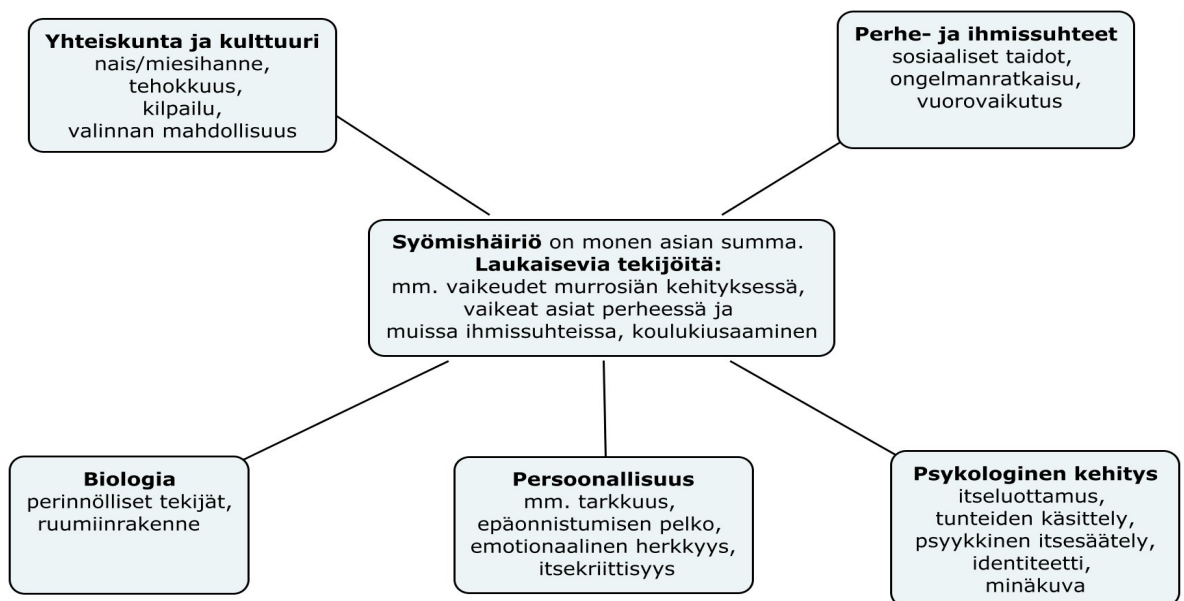 Yhteiskunta ja kulttuuri
nais/miesihanne,
tehokkuus,
kilpailu,
valinnan mahdollisuus
Perhe- ja ihmissuhteet
sosiaaliset taidot,
ongelmanratkaisu,
vuorovaikutus
Syömishäiriö on monen asian summa.
Laukaisevia tekijöitä:
mm. vaikeudet murrosiän kehityksessä,
vaikeat asiat perheessä ja
muissa ihmissuhteissa, koulukiusaaminen
Biologia
perinnölliset tekijät,
ruumiinrakenne
Persoonallisuus
mm. tarkkuus,
epäonnistumisen pelko,
emotionaalinen herkkyys,
itsekriittisyys
Psykologinen kehitys
itseluottamus,
tunteiden käsittely,
psyykkinen itsesäätely,
identiteetti,
minäkuva